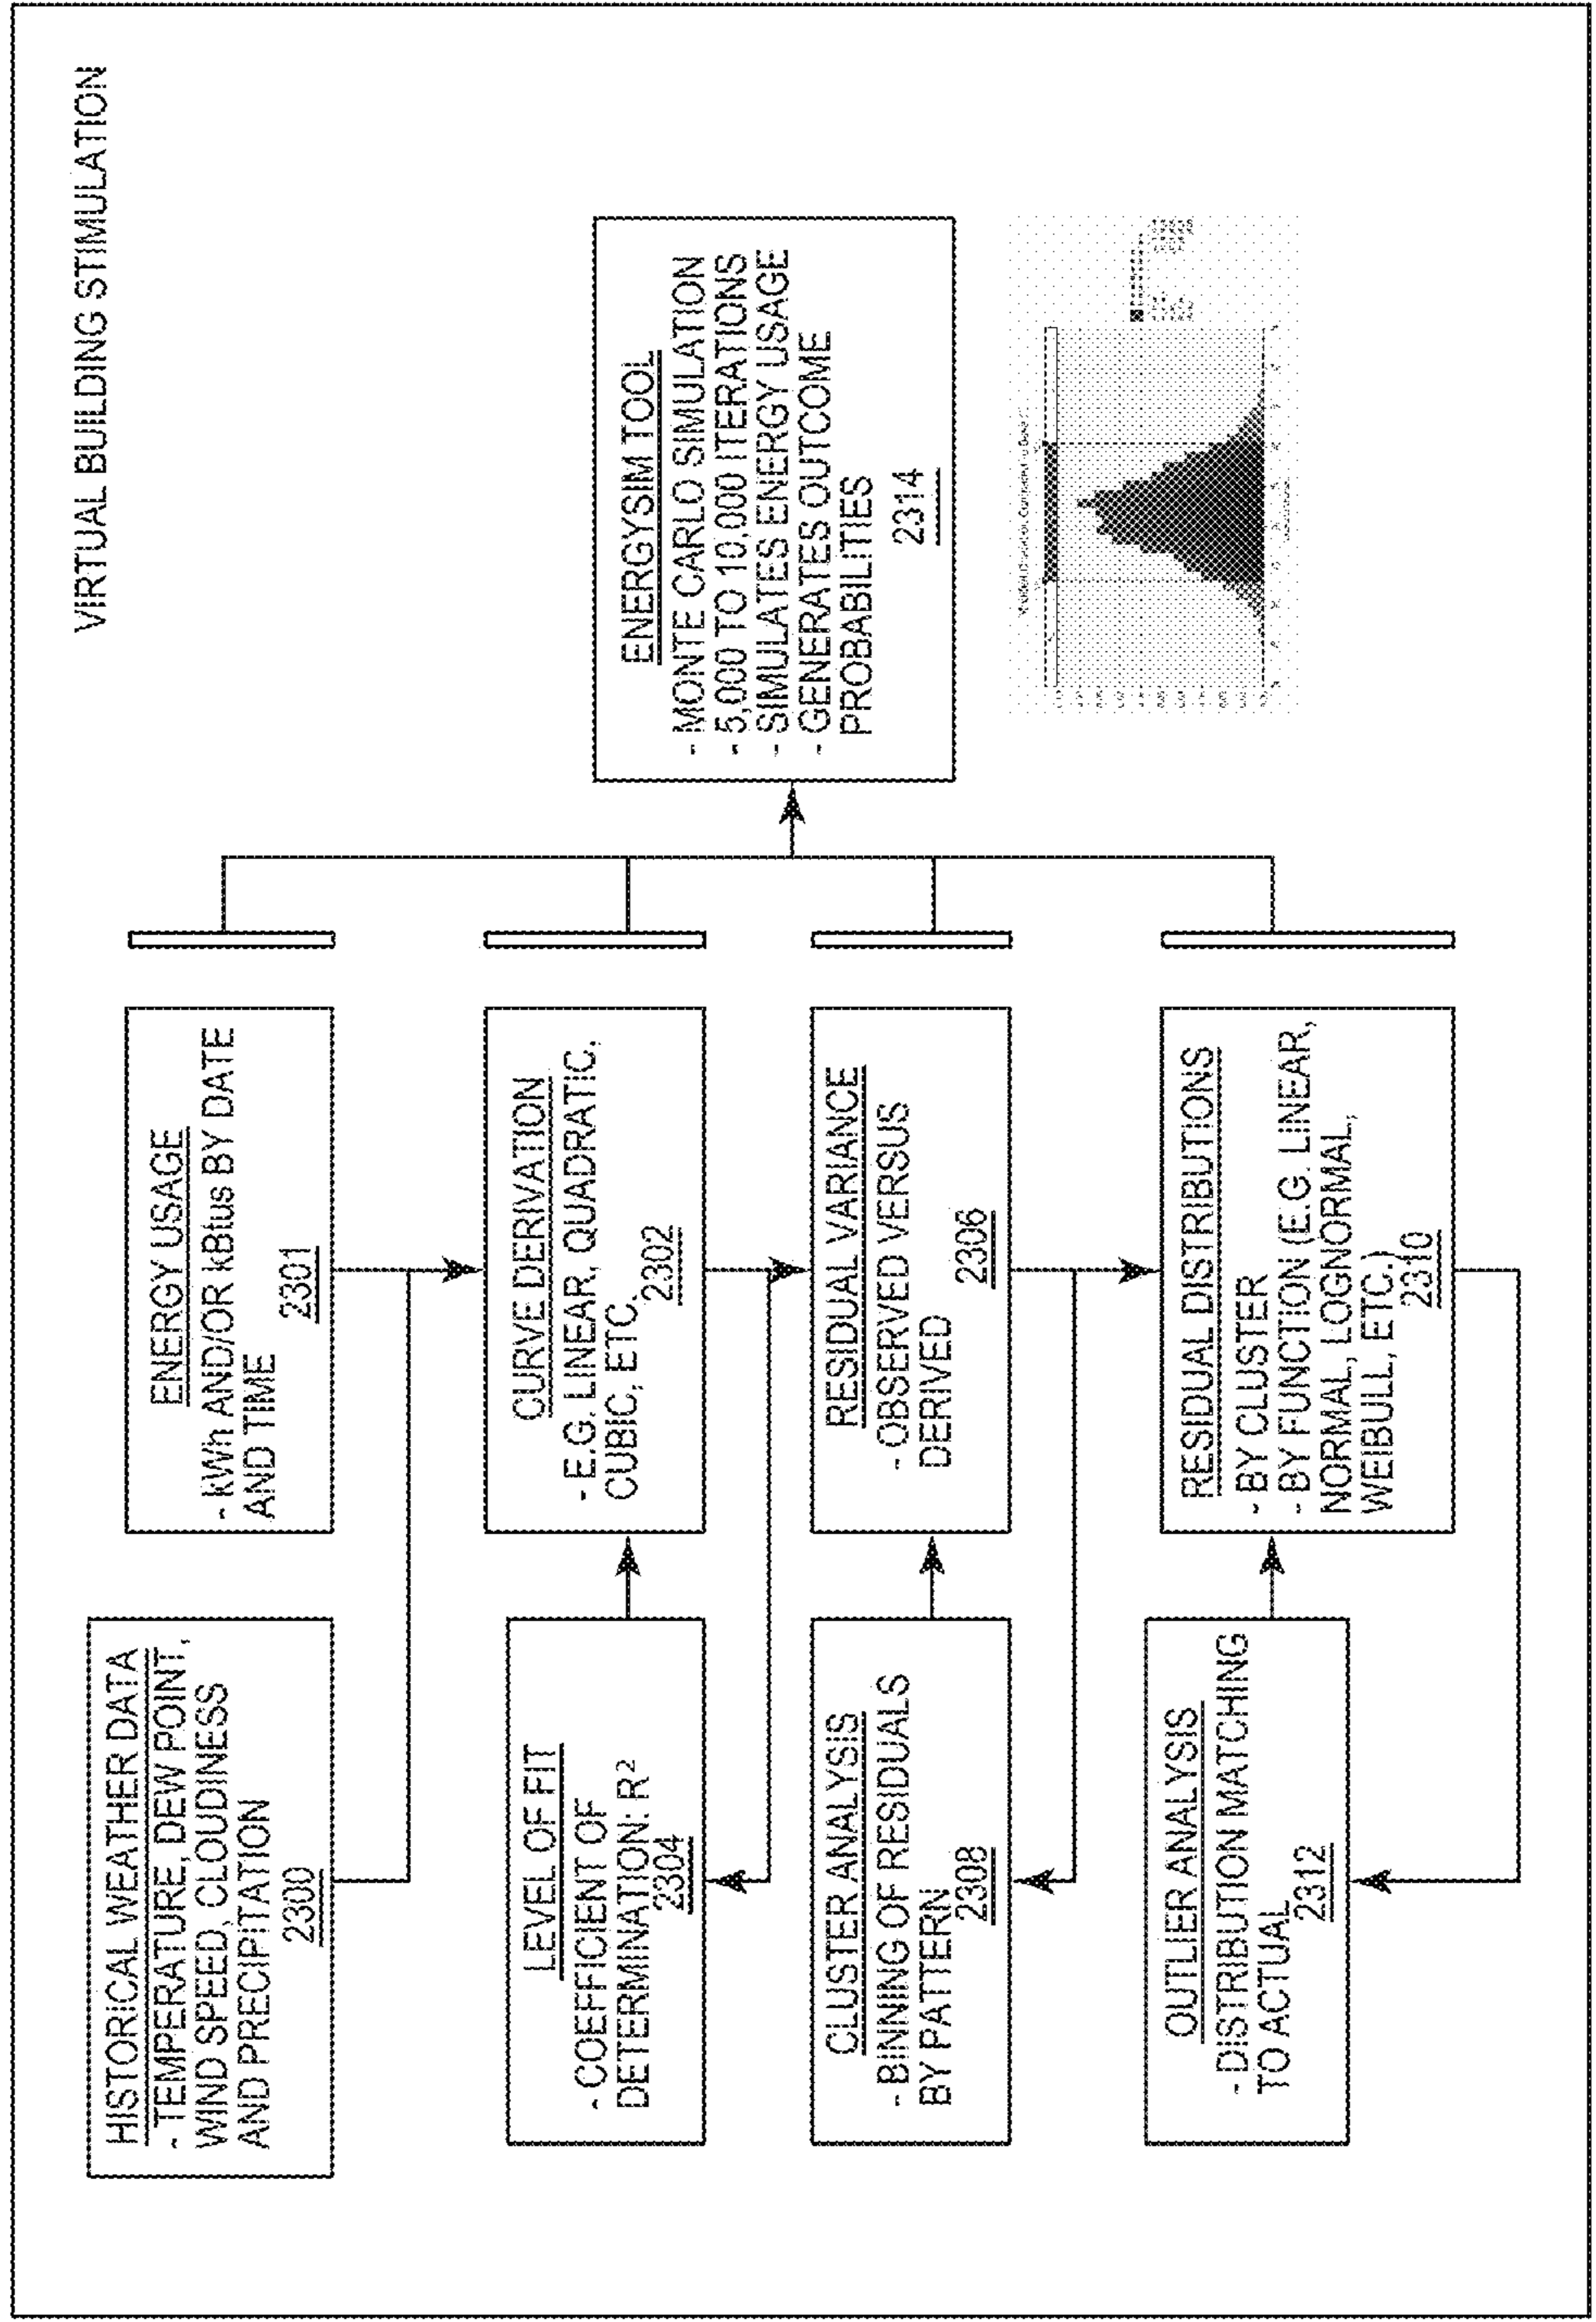 VIRTUAL BUILDING STIMULATION
HISTORICAL WEATHER DATA
- TEMPERATURE, DEW POINT,
WIND SPEED, CLOUDINESS
AND PRECIPITATION
2300
ENERGY USAGE
- kWh AND/OR kBtus BY DATE
AND TIME
2301
LEVEL OF FIT
- COEFFICIENT OF
DETERMINATION: R²
2304
CURVE DERIVATION
- E.G. LINEAR, QUADRATIC,
CUBIC, ETC.
2302
CLUSTER ANALYSIS
- BINNING OF RESIDUALS
BY PATTERN
2308
RESIDUAL VARIANCE
- OBSERVED VERSUS
DERIVED
2306
OUTLIER ANALYSIS
- DISTRIBUTION MATCHING
TO ACTUAL
2312
RESIDUAL DISTRIBUTIONS
- BY CLUSTER
- BY FUNCTION (E.G. LINEAR,
NORMAL, LOGNORMAL,
WEIBULL, ETC.)
2310
ENERGYSIM TOOL
- MONTE CARLO SIMULATION
- 5,000 TO 10,000 ITERATIONS
- SIMULATES ENERGY USAGE
- GENERATES OUTCOME
PROBABILITIES
2314